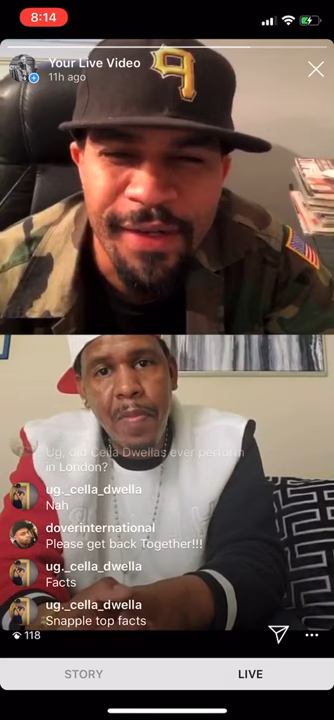 8:14
Your Live Video
11h ago
P
Ug, did Cella Dwellas ever perform
in London?
ug._cella_dwella
Nah
doverinternational
Please get back Together!!!
ug._cella_dwella
Facts
ug._cella_dwella
Snapple top facts
118
STORY
LIVE